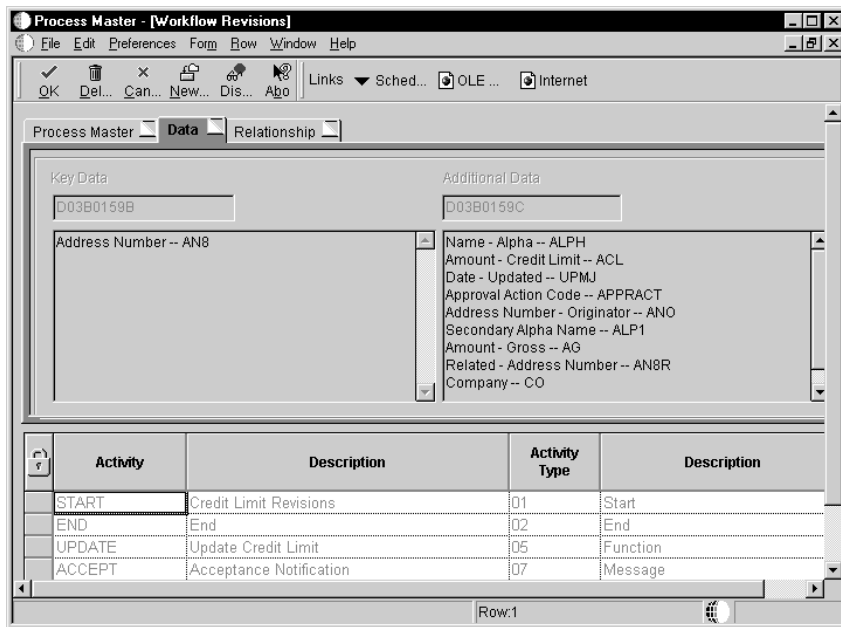 Process Master - [Workflow Revisions]
File Edit Preferences Form Row Window Help
OK Del... Can... New... Dis... Abo Links Sched... OLE ... Internet
Process Master Data Relationship
Key Data Additional Data
D03B0159B D03B0159C
Address Number -- AN8
Name - Alpha -- ALPH
Amount - Credit Limit -- ACL
Date - Updated -- UPMJ
Approval Action Code -- APPRACT
Address Number - Originator -- ANO
Secondary Alpha Name -- ALP1
Amount - Gross -- AG
Related - Address Number -- AN8R
Company -- CO
Activity Description Activity Type Description
START Credit Limit Revisions 01 Start
END End 02 End
UPDATE Update Credit Limit 05 Function
ACCEPT Acceptance Notification 07 Message
Row:1